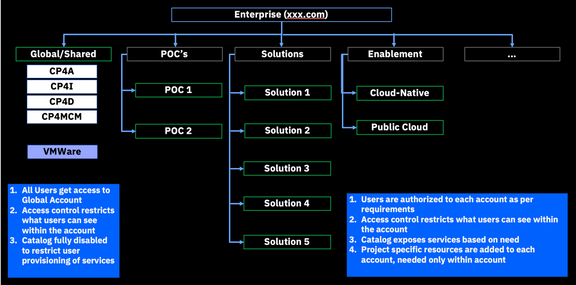 Enterprise (xxx.com)
Global/Shared
POC's
Solutions
Enablement
...
CP4A
CP4I
CP4D
CP4MCM
VMWare
POC 1
POC 2
Solution 1
Solution 2
Solution 3
Solution 4
Solution 5
Cloud-Native
Public Cloud
1. All Users get access to
Global Account
2. Access control restricts
what users can see
within the account
3. Catalog fully disabled
to restrict user
provisioning of services
1. Users are authorized to each account as per
requirements
2. Access control restricts what users can see within
the account
3. Catalog exposes services based on need
4. Project specific resources are added to each
account, needed only within account